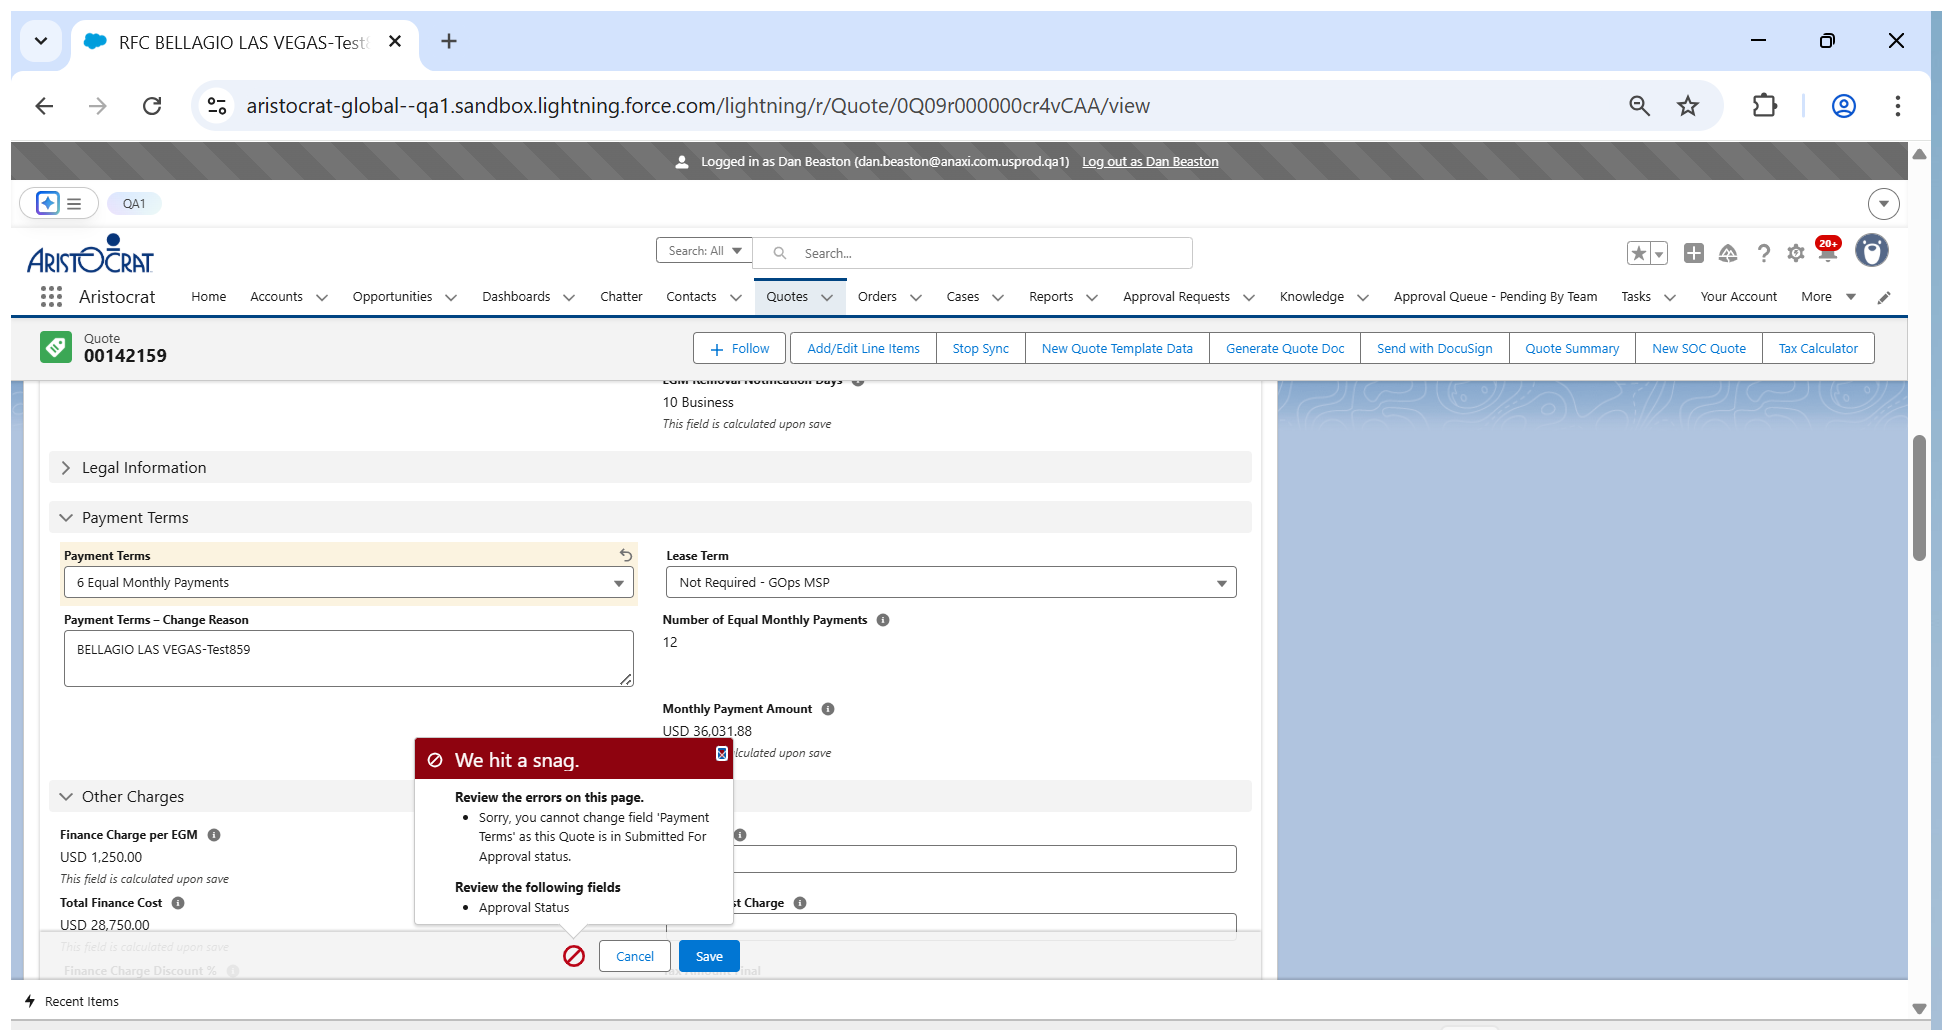 RFC BELLAGIO LAS VEGAS-Test8
aristocrat-global--qa1.sandbox.lightning.force.com/lightning/r/Quote/0Q09r000000cr4vCAA/view
Logged in as Dan Beaston (dan.beaston@anaxi.com.usprod.qa1) Log out as Dan Beaston
QA1
ARISTOCRAT
Search: All Search...
20+
Aristocrat Home Accounts Opportunities Dashboards Chatter Contacts Quotes Orders Cases Reports Approval Requests Knowledge Approval Queue - Pending By Team Tasks Your Account More
Quote
00142159
Follow Add/Edit Line Items Stop Sync New Quote Template Data Generate Quote Doc Send with DocuSign Quote Summary New SOC Quote Tax Calculator
EGM Removal Notification Days
10 Business
This field is calculated upon save
Legal Information
Payment Terms
Payment Terms Lease Term
6 Equal Monthly Payments Not Required - GOps MSP
Payment Terms – Change Reason Number of Equal Monthly Payments
BELLAGIO LAS VEGAS-Test859 12
Monthly Payment Amount
USD 36,031.88
lculated upon save
We hit a snag.
Review the errors on this page.
Sorry, you cannot change field 'Payment
Terms' as this Quote is in Submitted For
Approval status.
Review the following fields
Approval Status
Other Charges
Finance Charge per EGM
USD 1,250.00
This field is calculated upon save
Total Finance Cost st Charge
USD 28,750.00
This field is calculated upon save
Finance Charge Discount %
Cancel Save
Recent Items